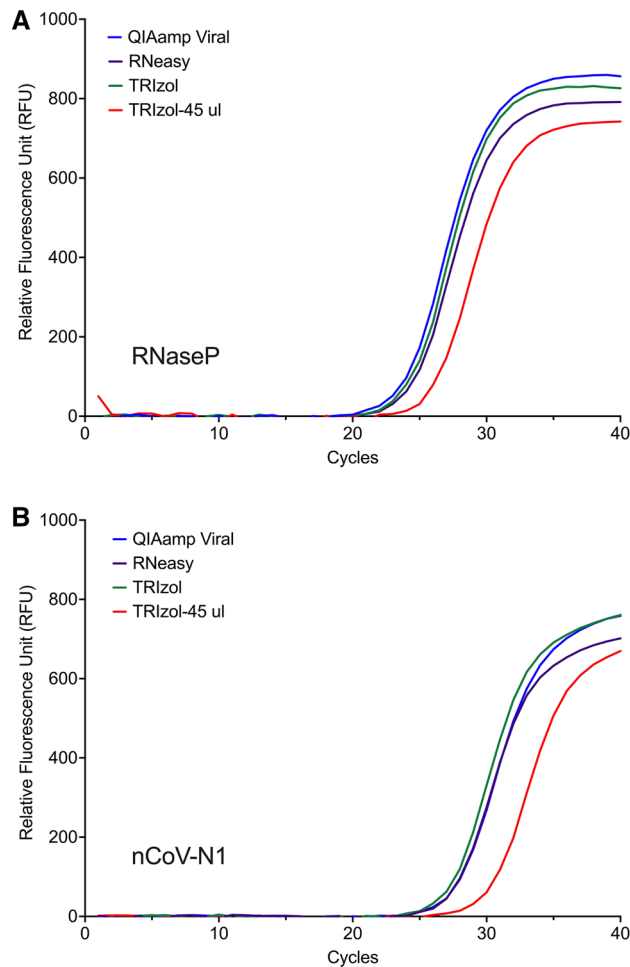 A
Relative Fluorescence Unit (RFU)
1000
800
600
400
200
0
QIAamp Viral
RNeasy
TRIzol
TRIzol-45 ul
RNaseP
0 10 20 30 40
Cycles
B
Relative Fluorescence Unit (RFU)
1000
800
600
400
200
0
QIAamp Viral
RNeasy
TRIzol
TRIzol-45 ul
nCoV-N1
0 10 20 30 40
Cycles